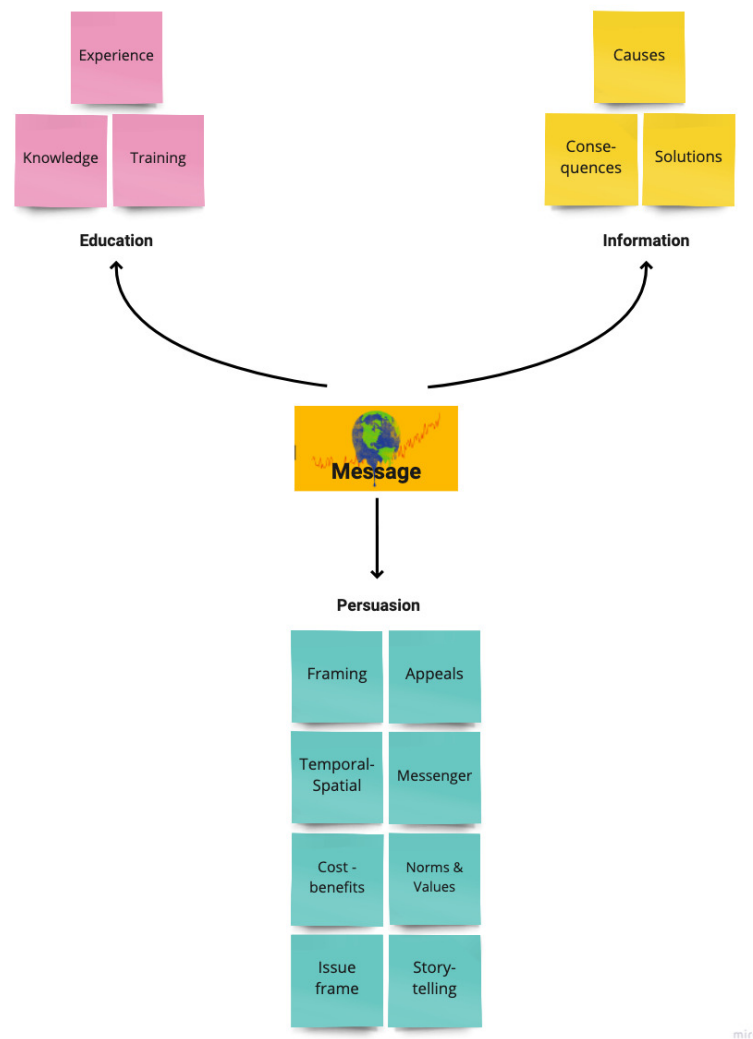 Experience
Causes
Knowledge
Training
Conse-
quences
Solutions
Education
Information
Message
Persuasion
Framing
Appeals
Temporal-
Spatial
Messenger
Cost -
benefits
Norms &
Values
Issue
frame
Story-
telling